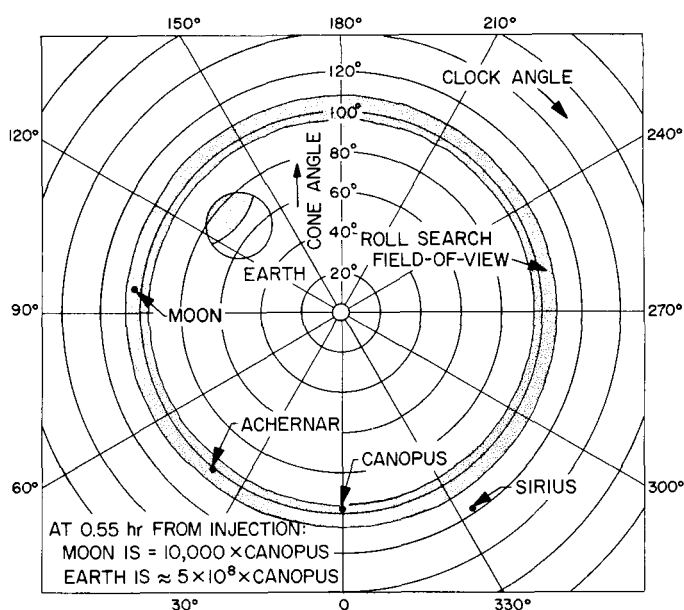 150°
180°
210°
120°
CLOCK ANGLE
120°
100°
240°
80°
CONE ANGLE
60°
40°
ROLL SEARCH
FIELD-OF-VIEW
EARTH
20°
90°
MOON
270°
ACHERNAR
CANOPUS
60°
SIRIUS
300°
AT 0.55 hr FROM INJECTION:
MOON IS = 10,000 × CANOPUS
EARTH IS ≈ 5×10⁸ × CANOPUS
30°
0
330°